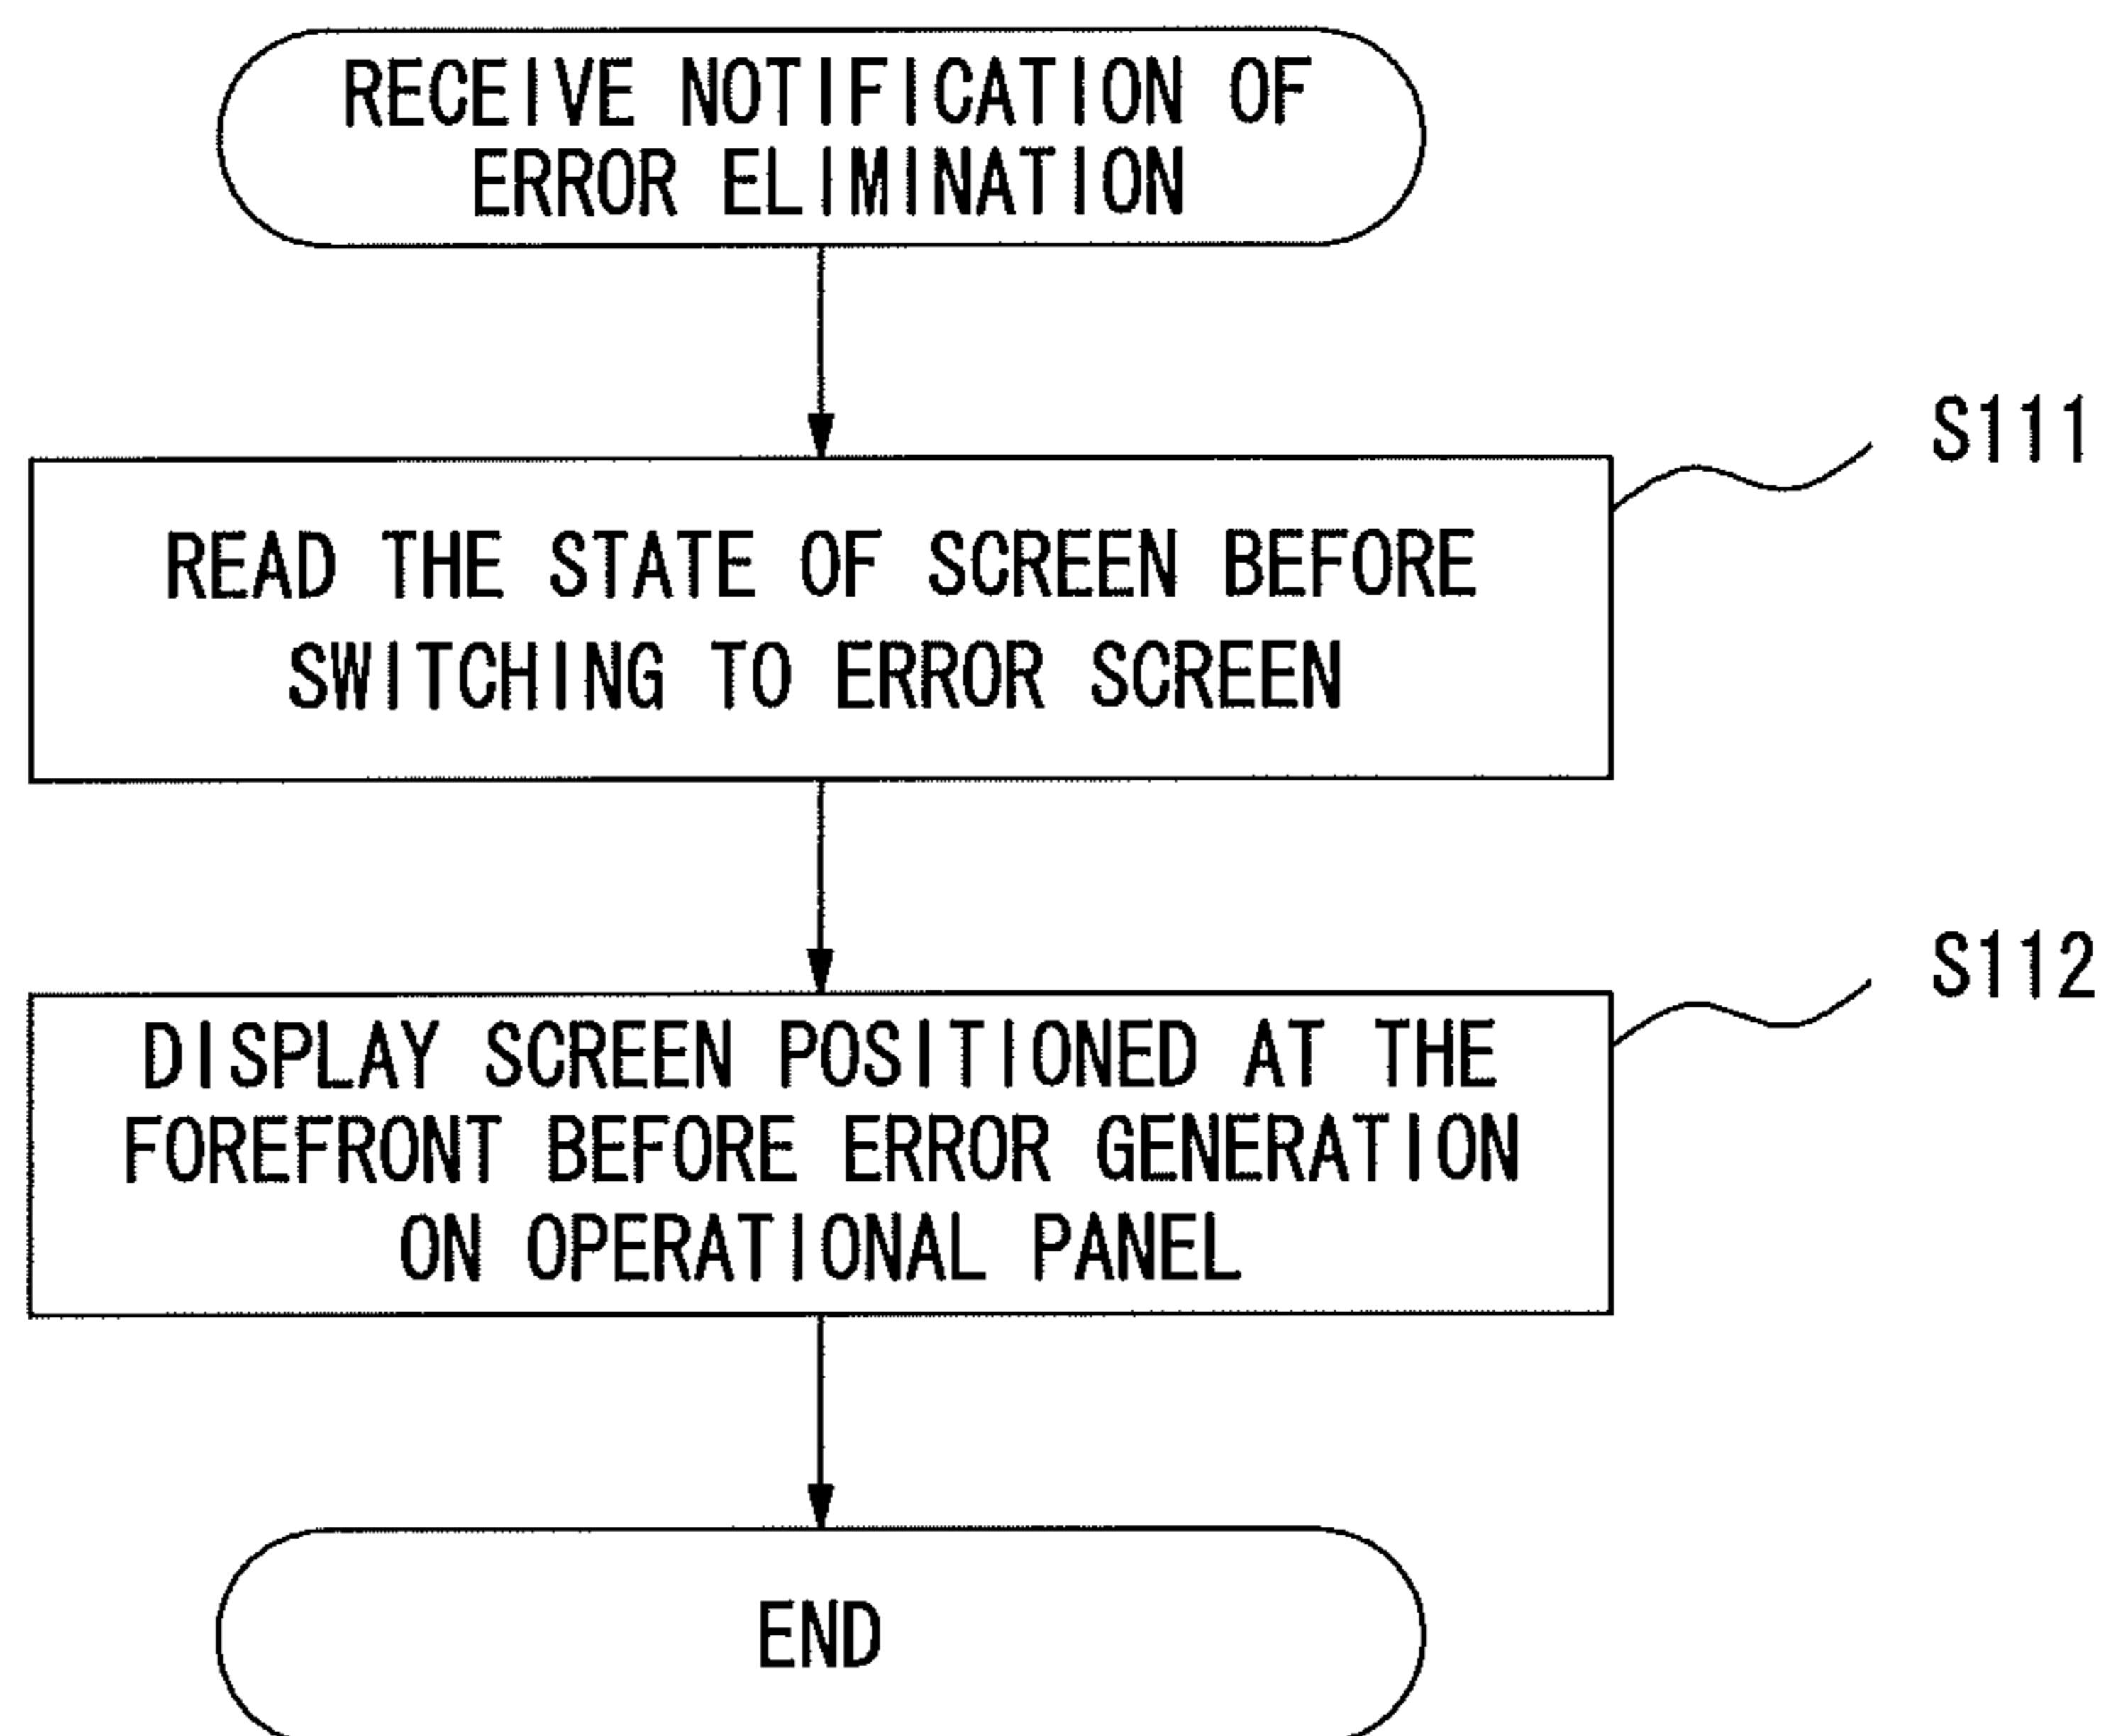 RECEIVE NOTIFICATION OF
ERROR ELIMINATION
S111
READ THE STATE OF SCREEN BEFORE
SWITCHING TO ERROR SCREEN
S112
DISPLAY SCREEN POSITIONED AT THE
FOREFRONT BEFORE ERROR GENERATION
ON OPERATIONAL PANEL
END